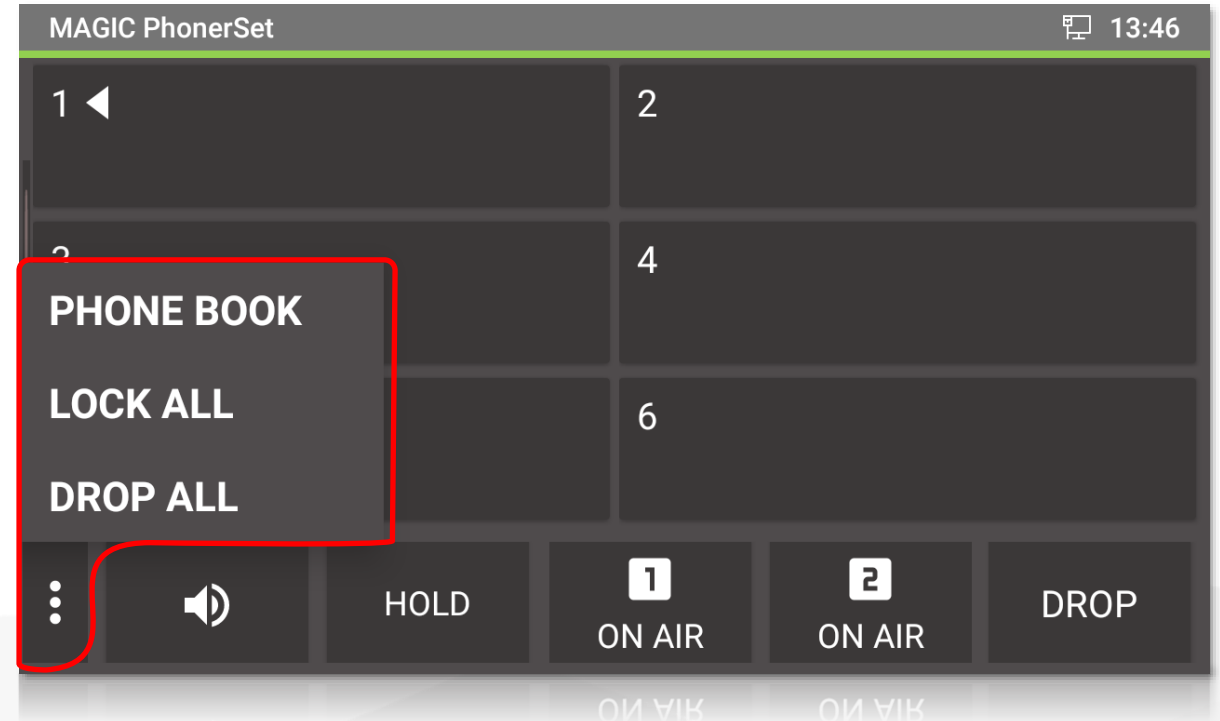 MAGIC PhonerSet 13:46
1 2
4
PHONE BOOK
LOCK ALL
6
DROP ALL
HOLD
1
ON AIR
2
ON AIR
DROP